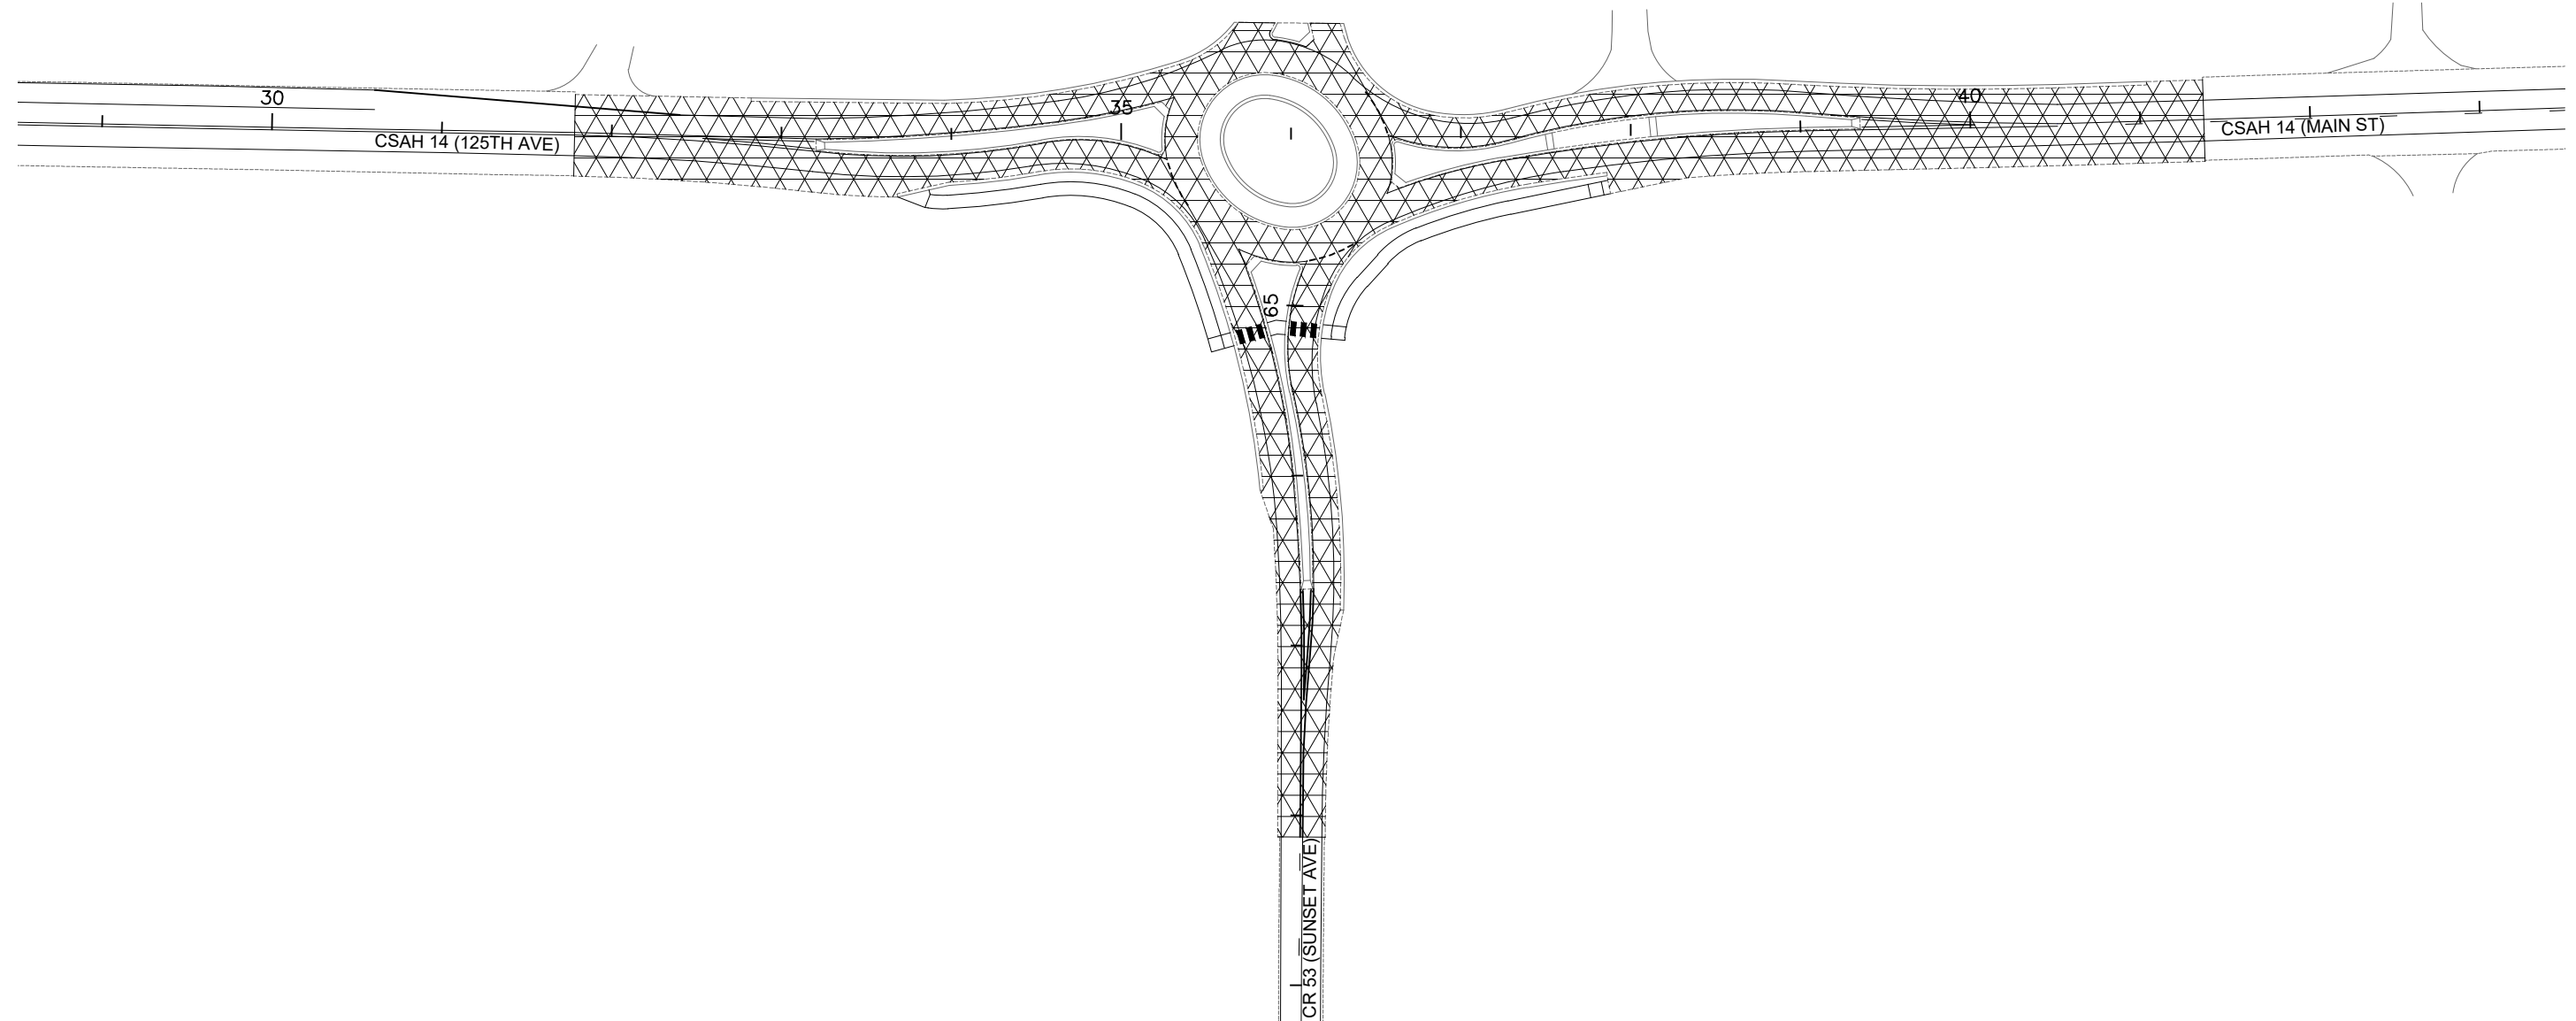 30
35
40
CSAH 14 (125TH AVE)
CSAH 14 (MAIN ST)
65
CR 53 (SUNSET AVE)